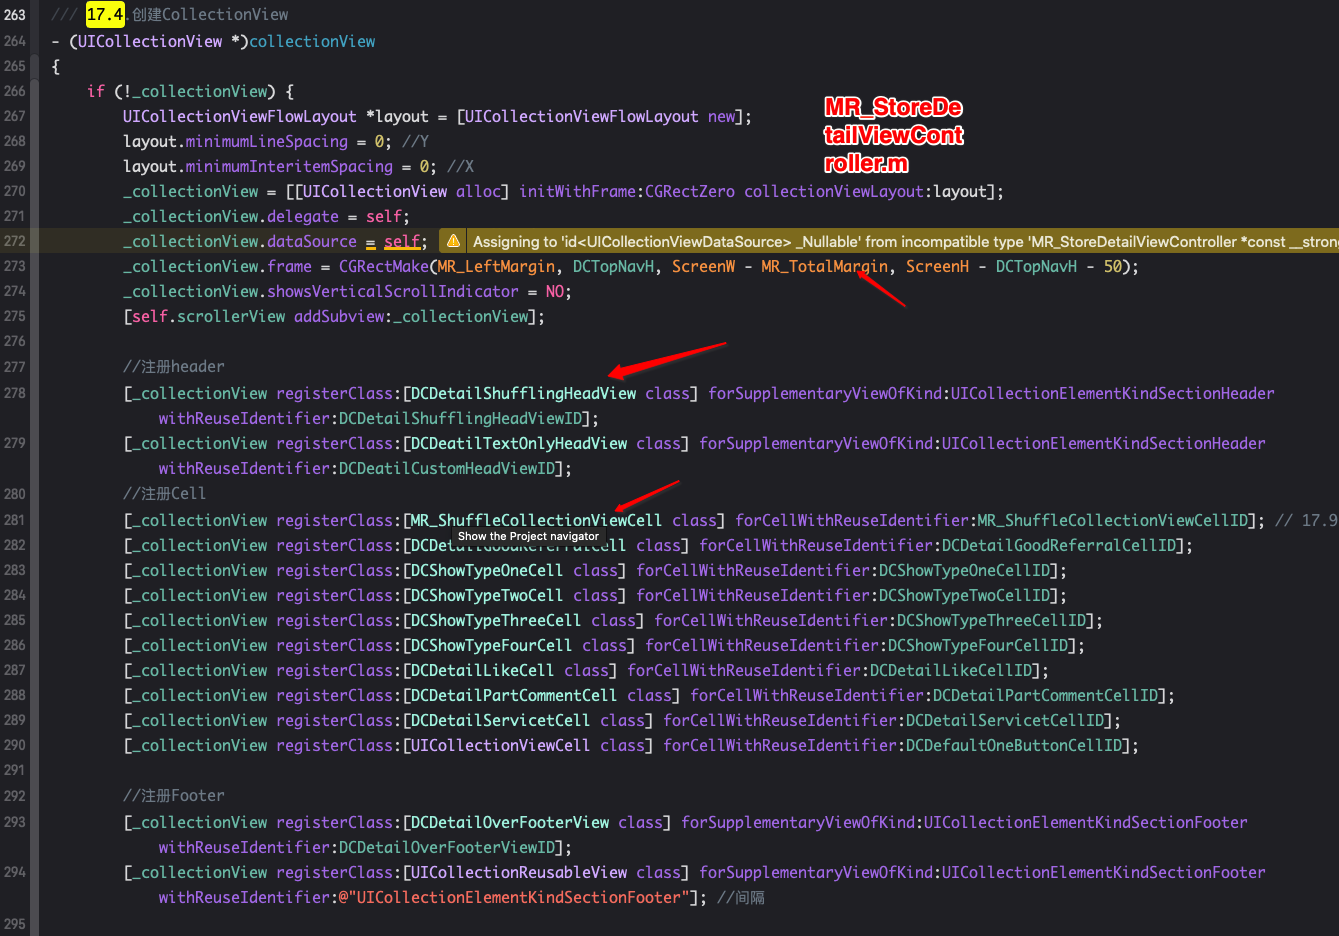 263 /// 17.4.创建CollectionView
264 - (UICollectionView *)collectionView
265 {
266 if (!_collectionView) {
267 UICollectionViewFlowLayout *layout = [UICollectionViewFlowLayout new];
268 layout.minimumLineSpacing = 0; //Y
269 layout.minimumInteritemSpacing = 0; //X
MR_StoreDe
tailViewCont
roller.m
270 _collectionView = [[UICollectionView alloc] initWithFrame:CGRectZero collectionViewLayout:layout];
271 _collectionView.delegate = self;
272 _collectionView.dataSource = self; Assigning to 'id<UICollectionViewDataSource> _Nullable' from incompatible type 'MR_StoreDetailViewController *const __strong
273 _collectionView.frame = CGRectMake(MR_LeftMargin, DCTopNavH, ScreenW - MR_TotalMargin, ScreenH - DCTopNavH - 50);
274 _collectionView.showsVerticalScrollIndicator = NO;
275 [self.scrollerView addSubview:_collectionView];
276
277 //注册header
278 [_collectionView registerClass:[DCDetailShufflingHeadView class] forSupplementaryViewOfKind:UICollectionElementKindSectionHeader
withReuseIdentifier:DCDetailShufflingHeadViewID];
279 [_collectionView registerClass:[DCDeatilTextOnlyHeadView class] forSupplementaryViewOfKind:UICollectionElementKindSectionHeader
withReuseIdentifier:DCDeatilCustomHeadViewID];
280 //注册Cell
281 [_collectionView registerClass:[MR_ShuffleCollectionViewCell class] forCellWithReuseIdentifier:MR_ShuffleCollectionViewCellID]; // 17.9
Show the Project navigator
282 [_collectionView registerClass:[DCDetailGoodReferralCell class] forCellWithReuseIdentifier:DCDetailGoodReferralCellID];
283 [_collectionView registerClass:[DCShowTypeOneCell class] forCellWithReuseIdentifier:DCShowTypeOneCellID];
284 [_collectionView registerClass:[DCShowTypeTwoCell class] forCellWithReuseIdentifier:DCShowTypeTwoCellID];
285 [_collectionView registerClass:[DCShowTypeThreeCell class] forCellWithReuseIdentifier:DCShowTypeThreeCellID];
286 [_collectionView registerClass:[DCShowTypeFourCell class] forCellWithReuseIdentifier:DCShowTypeFourCellID];
287 [_collectionView registerClass:[DCDetailLikeCell class] forCellWithReuseIdentifier:DCDetailLikeCellID];
288 [_collectionView registerClass:[DCDetailPartCommentCell class] forCellWithReuseIdentifier:DCDetailPartCommentCellID];
289 [_collectionView registerClass:[DCDetailServicetCell class] forCellWithReuseIdentifier:DCDetailServicetCellID];
290 [_collectionView registerClass:[UICollectionViewCell class] forCellWithReuseIdentifier:DCDefaultOneButtonCellID];
291
292 //注册Footer
293 [_collectionView registerClass:[DCDetailOverFooterView class] forSupplementaryViewOfKind:UICollectionElementKindSectionFooter
withReuseIdentifier:DCDetailOverFooterViewID];
294 [_collectionView registerClass:[UICollectionReusableView class] forSupplementaryViewOfKind:UICollectionElementKindSectionFooter
withReuseIdentifier:@"UICollectionElementKindSectionFooter"]; //间隔
295